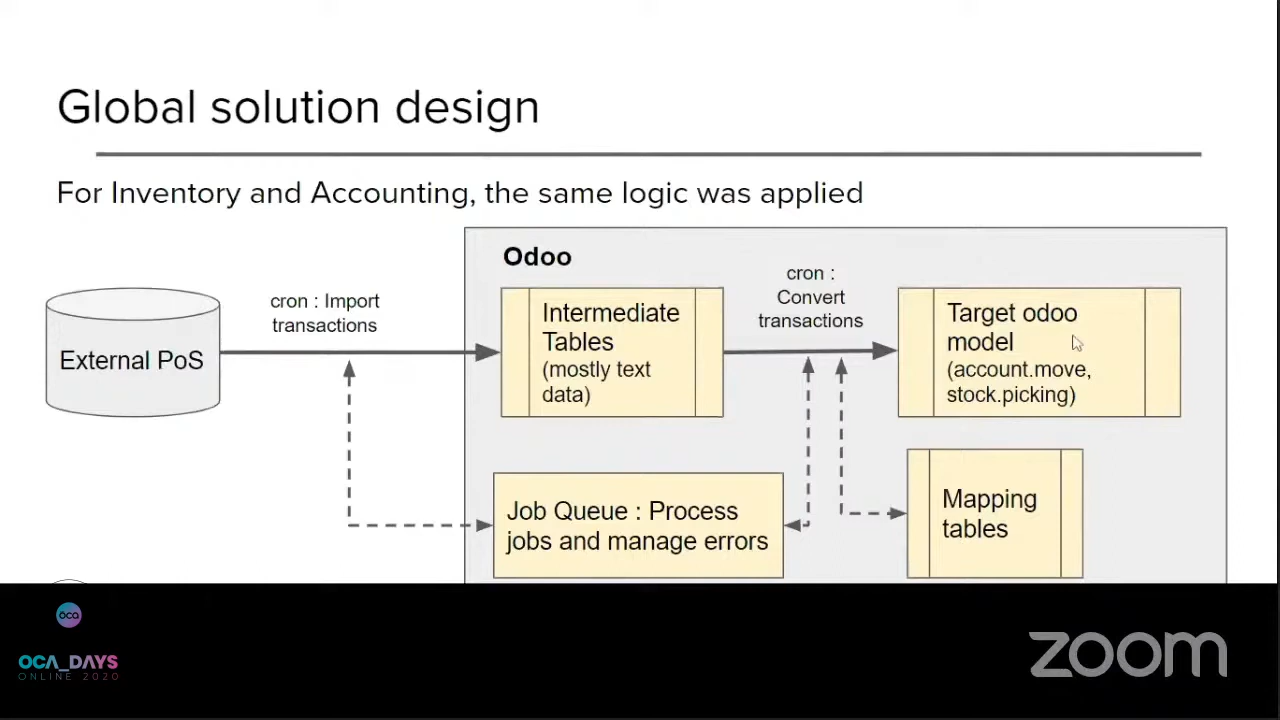 Global solution design
For Inventory and Accounting, the same logic was applied
Odoo
External PoS
cron : Import
transactions
Intermediate
Tables
(mostly text
data)
cron :
Convert
transactions
Target odoo
model
(account.move,
stock.picking)
Job Queue : Process
jobs and manage errors
Mapping
tables
oca
OCA_DAYS
ONLINE 2020
zoom